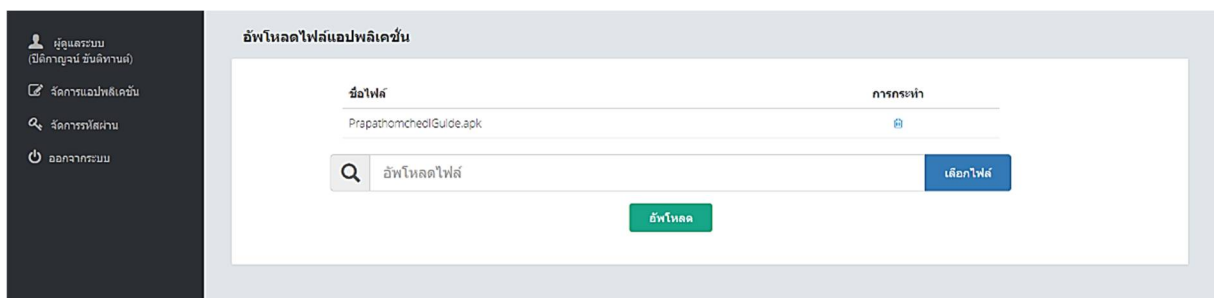 ผู้ดูแลระบบ
(ปิติกาญจน์ ขันติทานต์)
จัดการแอปพลิเคชัน
จัดการรหัสผ่าน
ออกจากระบบ
อัพโหลดไฟล์แอปพลิเคชั่น
ชื่อไฟล์ การกระทำ
PrapathomchediGuide.apk
อัพโหลดไฟล์ เลือกไฟล์
อัพโหลด